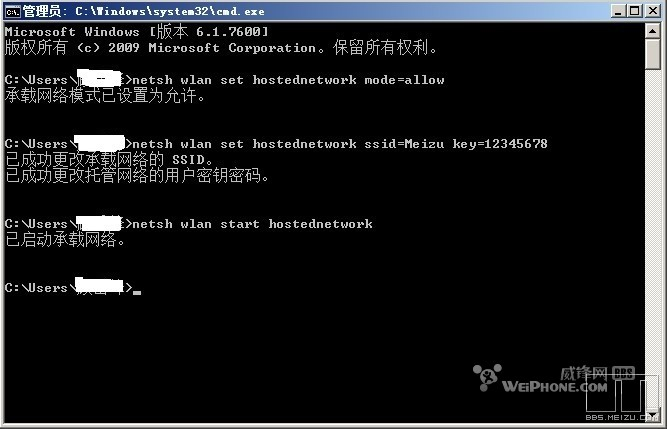 管理员: C:\Windows\system32\cmd.exe
Microsoft Windows [版本 6.1.7600]
版权所有 (c) 2009 Microsoft Corporation。保留所有权利。
C:\Users\>netsh wlan set hostednetwork mode=allow
承载网络模式已设置为允许。
C:\Users\>netsh wlan set hostednetwork ssid=Meizu key=12345678
已成功更改承载网络的 SSID。
已成功更改托管网络的用户密钥密码。
C:\Users\>netsh wlan start hostednetwork
已启动承载网络。
C:\Users\>
威锋网 BBS
WEIPHONE.COM
BBS.MEIZU.COM